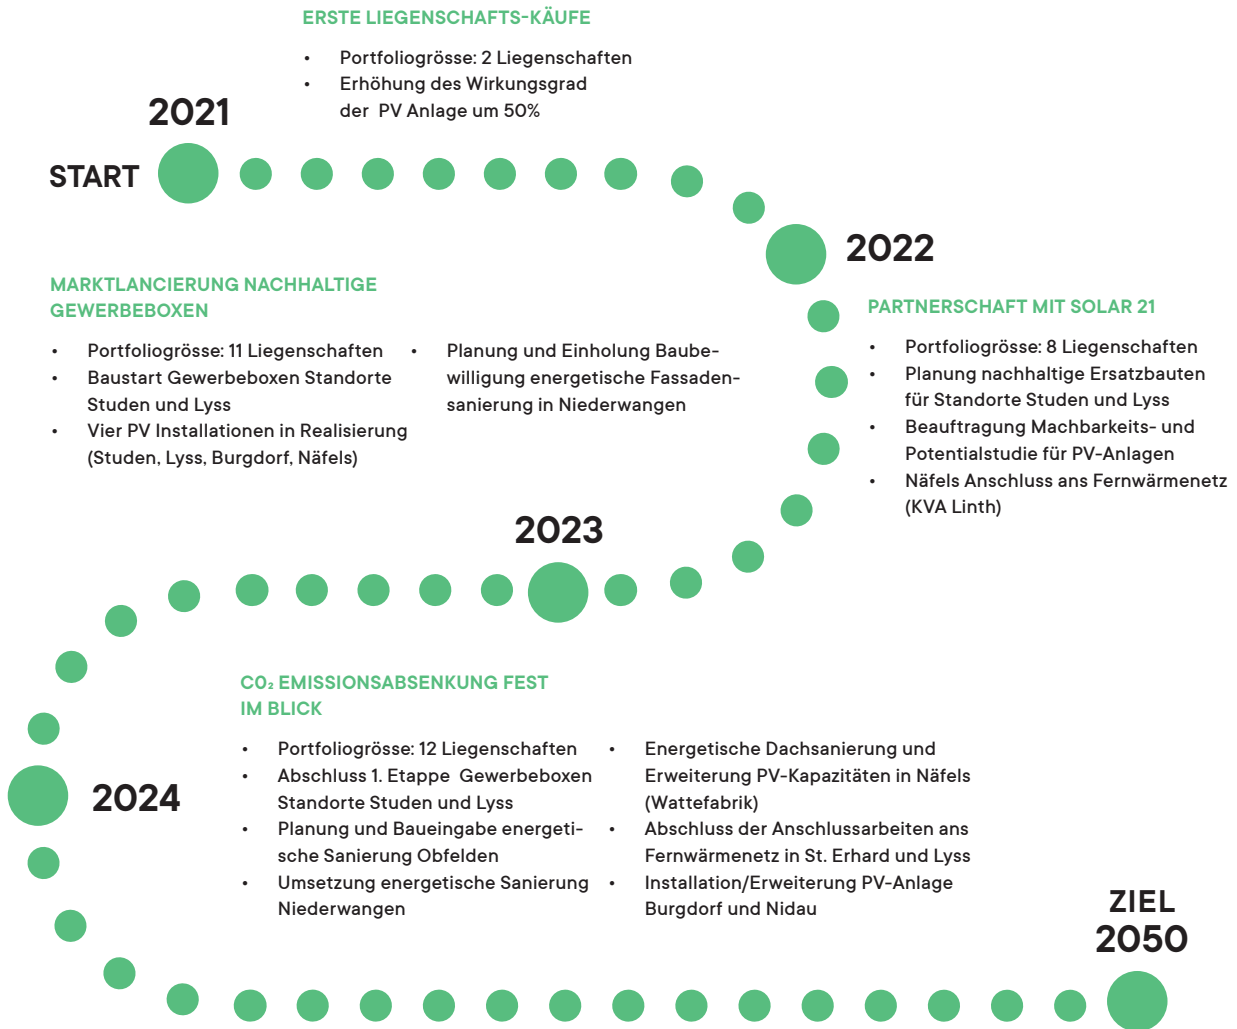 ERSTE LIEGENSCHAFTS-KÄUFE
• Portfoliogrösse: 2 Liegenschaften
• Erhöhung des Wirkungsgrad
der PV Anlage um 50%
2021
START
2022
PARTNERSCHAFT MIT SOLAR 21
• Portfoliogrösse: 8 Liegenschaften
• Planung nachhaltige Ersatzbauten
für Standorte Studen und Lyss
• Beauftragung Machbarkeits- und
Potentialstudie für PV-Anlagen
• Näfels Anschluss ans Fernwärmenetz
(KVA Linth)
MARKTLANCIERUNG NACHHALTIGE
GEWERBEBOXEN
• Portfoliogrösse: 11 Liegenschaften
• Baustart Gewerbeboxen Standorte
Studen und Lyss
• Vier PV Installationen in Realisierung
(Studen, Lyss, Burgdorf, Näfels)
• Planung und Einholung Baube-
willigung energetische Fassaden-
sanierung in Niederwangen
2023
CO₂ EMISSIONSABSENKUNG FEST
IM BLICK
• Portfoliogrösse: 12 Liegenschaften
• Abschluss 1. Etappe Gewerbeboxen
Standorte Studen und Lyss
• Planung und Baueingabe energeti-
sche Sanierung Obfelden
• Umsetzung energetische Sanierung
Niederwangen
• Energetische Dachsanierung und
Erweiterung PV-Kapazitäten in Näfels
(Wattefabrik)
• Abschluss der Anschlussarbeiten ans
Fernwärmenetz in St. Erhard und Lyss
• Installation/Erweiterung PV-Anlage
Burgdorf und Nidau
2024
ZIEL
2050